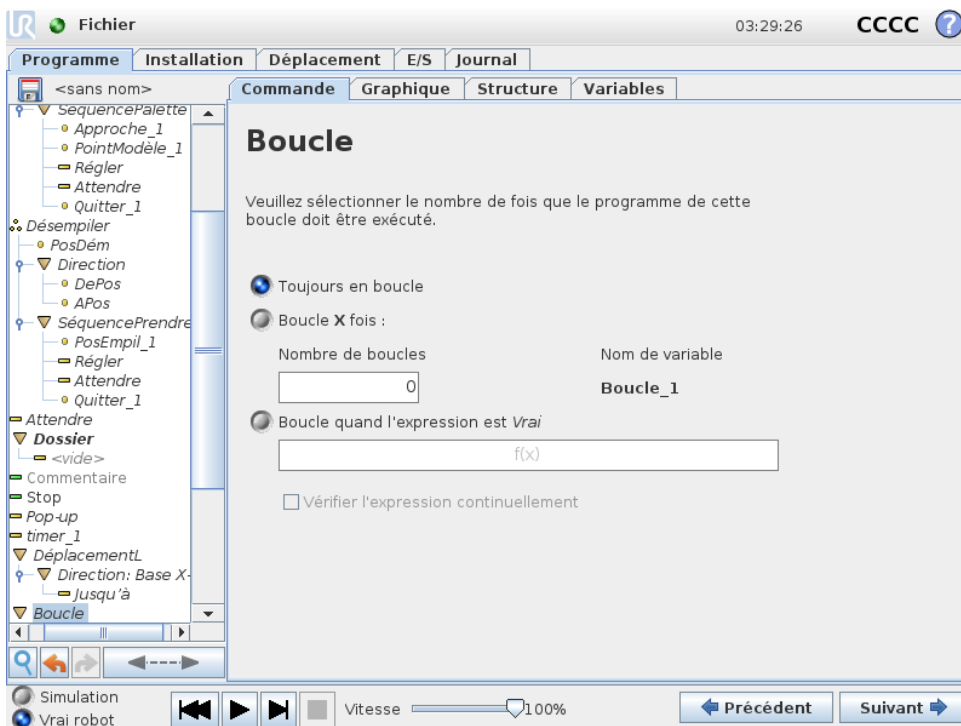 UR Fichier 03:29:26 CCCC ?
Programme Installation Déplacement E/S Journal
<sans nom> Commande Graphique Structure Variables
SéquencePalette
Approche_1
PointModèle_1
Régler
Attendre
Quitter_1
Désempiler
PosDém
Direction
DePos
APos
SéquencePrendre
PosEmpil_1
Régler
Attendre
Quitter_1
Attendre
Dossier
<vide>
Commentaire
Stop
Pop-up
timer_1
DéplacementL
Direction: Base X-
Jusqu'à
Boucle
Boucle
Veuillez sélectionner le nombre de fois que le programme de cette
boucle doit être exécuté.
Toujours en boucle
Boucle X fois :
Nombre de boucles Nom de variable
0 Boucle_1
Boucle quand l'expression est Vrai
f(x)
Vérifier l'expression continuellement
Simulation
Vrai robot
Vitesse 100%
Précédent Suivant